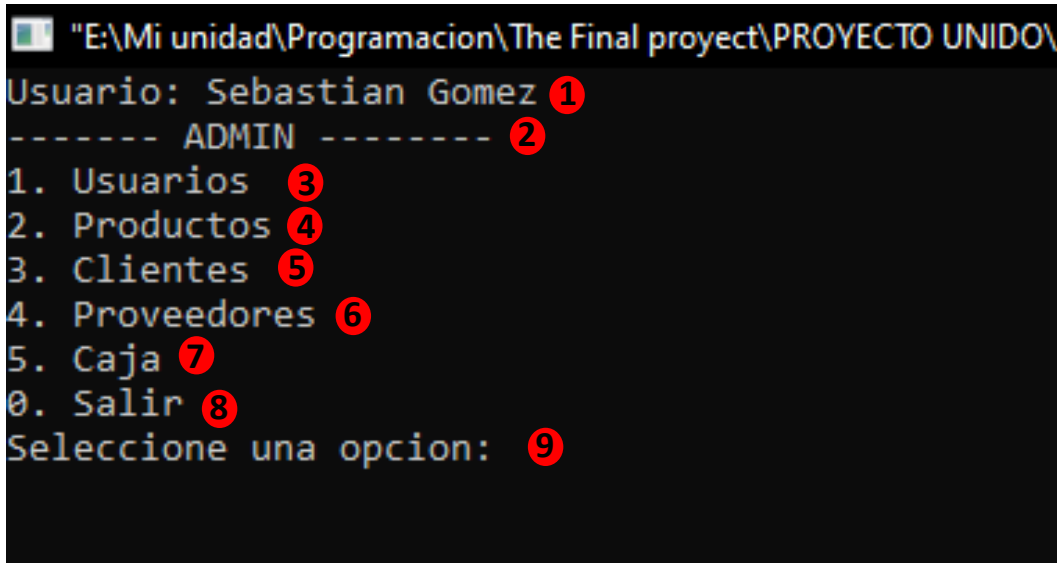 "E:\Mi unidad\Programacion\The Final proyect\PROYECTO UNIDO\
Usuario: Sebastian Gomez 1
------- ADMIN -------- 2
1. Usuarios 3
2. Productos 4
3. Clientes 5
4. Proveedores 6
5. Caja 7
0. Salir 8
Seleccione una opcion: 9